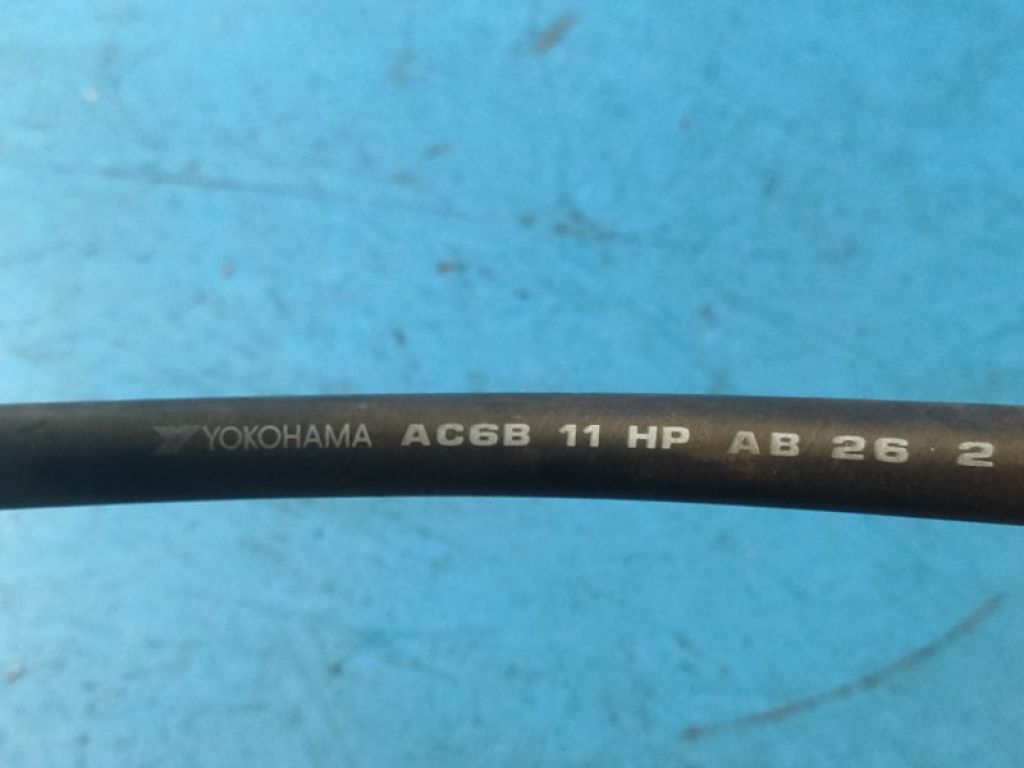 YOKOHAMA AC6B 11 HP AB 26 2